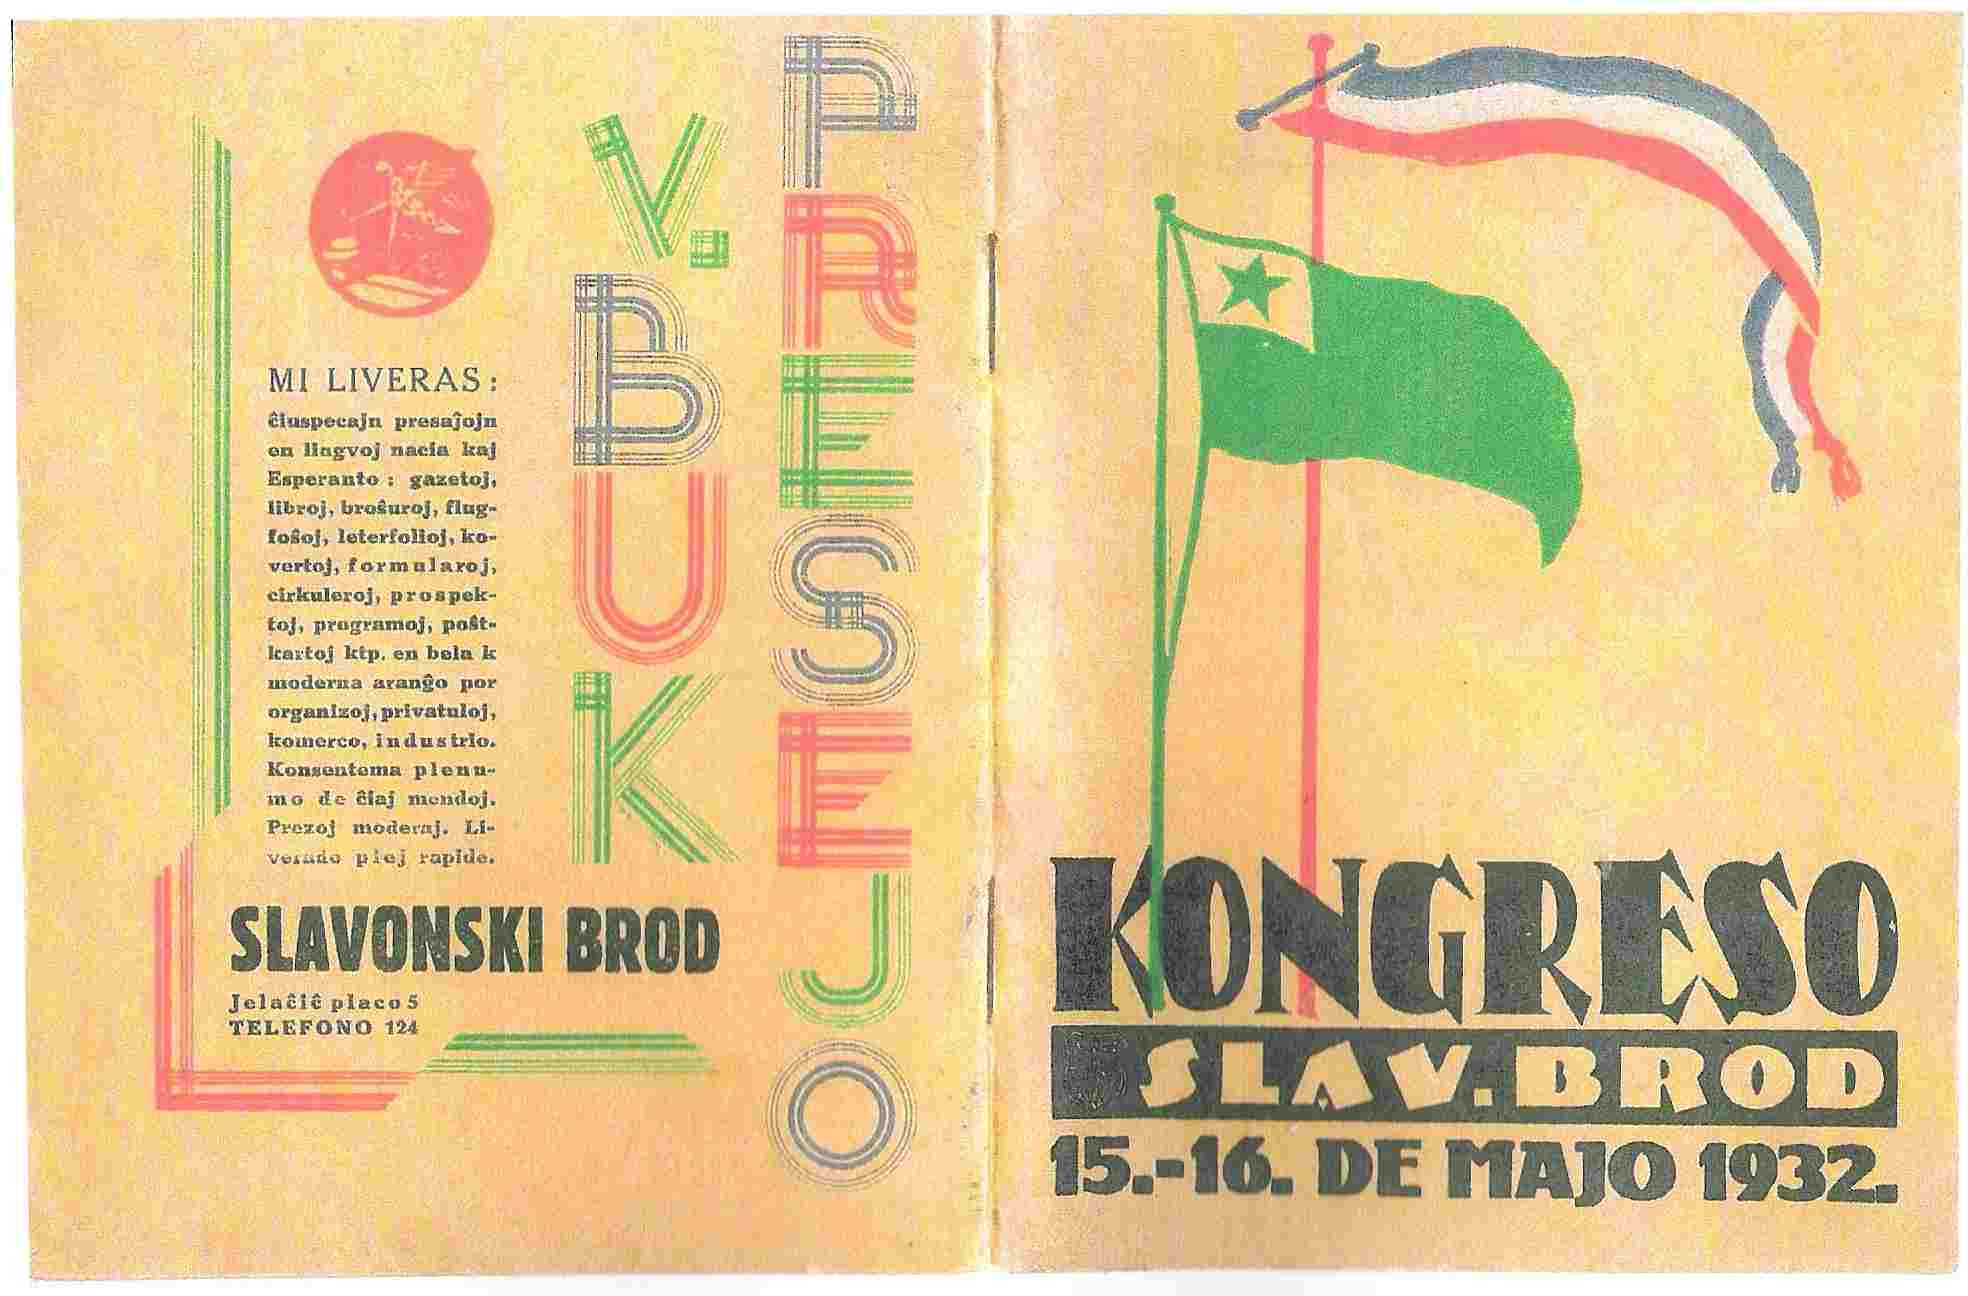 PRESEJO
V. BUK
MI LIVERAS:
ĉiuspecajn presaĵojn
en lingvoj nacia kaj
Esperanto: gazetoj,
libroj, broŝuroj, flug-
foŝoj, leterfolioj, ko-
vertoj, formularoj,
cirkuleroj, prospek-
toj, programoj, poŝt-
kartoj ktp. en bela k
moderna aranĝo por
organizoj, privatuloj,
komerco, industrio.
Konsentema plenu-
mo de ĉiaj mendoj.
Prezoj moderaj. Li-
verado plej rapide.
SLAVONSKI BROD
Jelaĉiĉ placo 5
TELEFONO 124
KONGRESO
SLAV. BROD
15.-16. DE MAJO 1932.